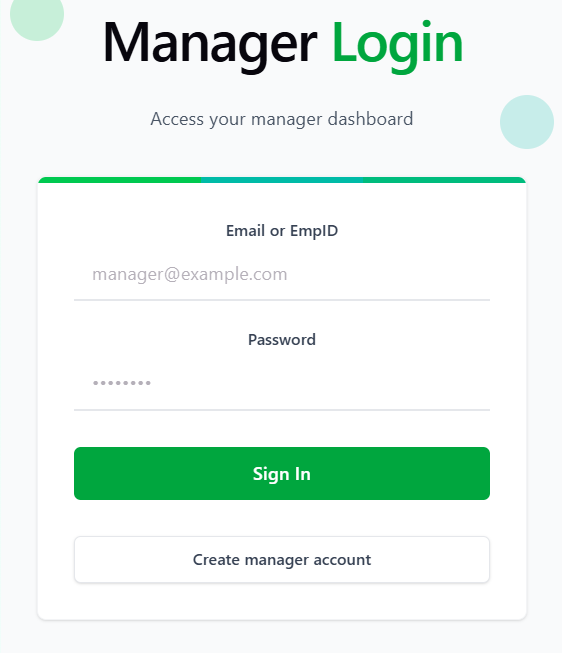 Manager Login
Access your manager dashboard
Email or EmpID
manager@example.com
Password
••••••••
Sign In
Create manager account